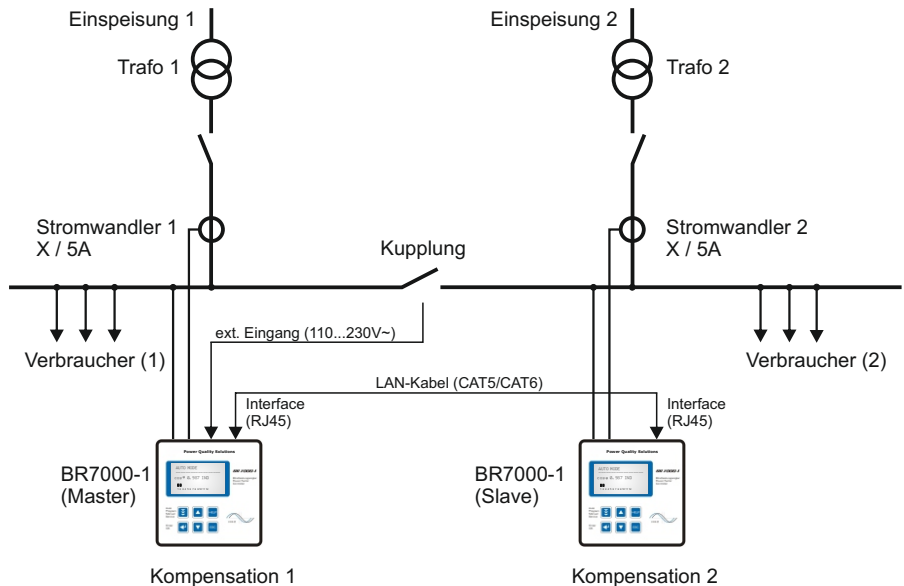 Einspeisung 1
Einspeisung 2
Trafo 1
Trafo 2
Stromwandler 1
X / 5A
Stromwandler 2
X / 5A
Kupplung
ext. Eingang (110...230V~)
Verbraucher (1)
Verbraucher (2)
LAN-Kabel (CAT5/CAT6)
Interface
(RJ45)
Interface
(RJ45)
BR7000-1
(Master)
Power Quality Solutions
AUTO MODE
BR7000-1
(Slave)
Power Quality Solutions
AUTO MODE
Kompensation 1
Kompensation 2